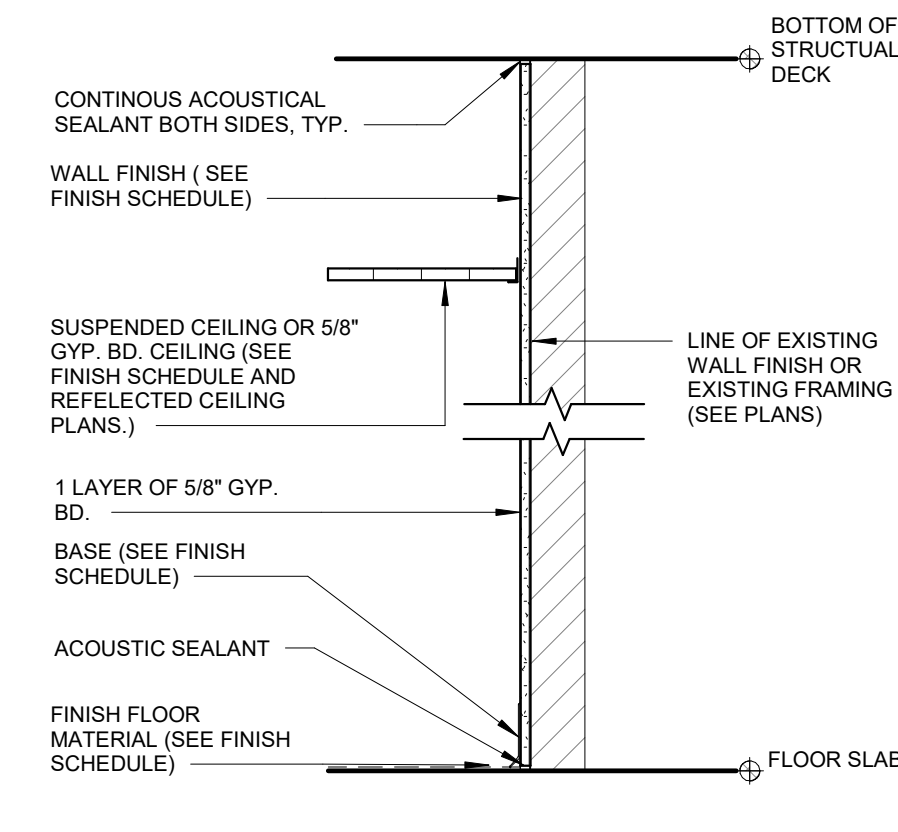 BOTTOM OF
STRUCTUAL
DECK
CONTINOUS ACOUSTICAL
SEALANT BOTH SIDES, TYP.
WALL FINISH ( SEE
FINISH SCHEDULE)
SUSPENDED CEILING OR 5/8"
GYP. BD. CEILING (SEE
FINISH SCHEDULE AND
REFELECTED CEILING
PLANS.)
LINE OF EXISTING
WALL FINISH OR
EXISTING FRAMING
(SEE PLANS)
1 LAYER OF 5/8" GYP.
BD.
BASE (SEE FINISH
SCHEDULE)
ACOUSTIC SEALANT
FINISH FLOOR
MATERIAL (SEE FINISH
SCHEDULE)
FLOOR SLAB